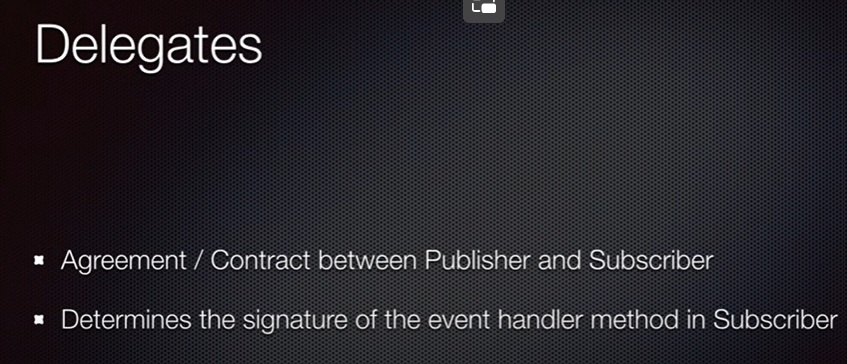 Delegates
Agreement / Contract between Publisher and Subscriber
Determines the signature of the event handler method in Subscriber